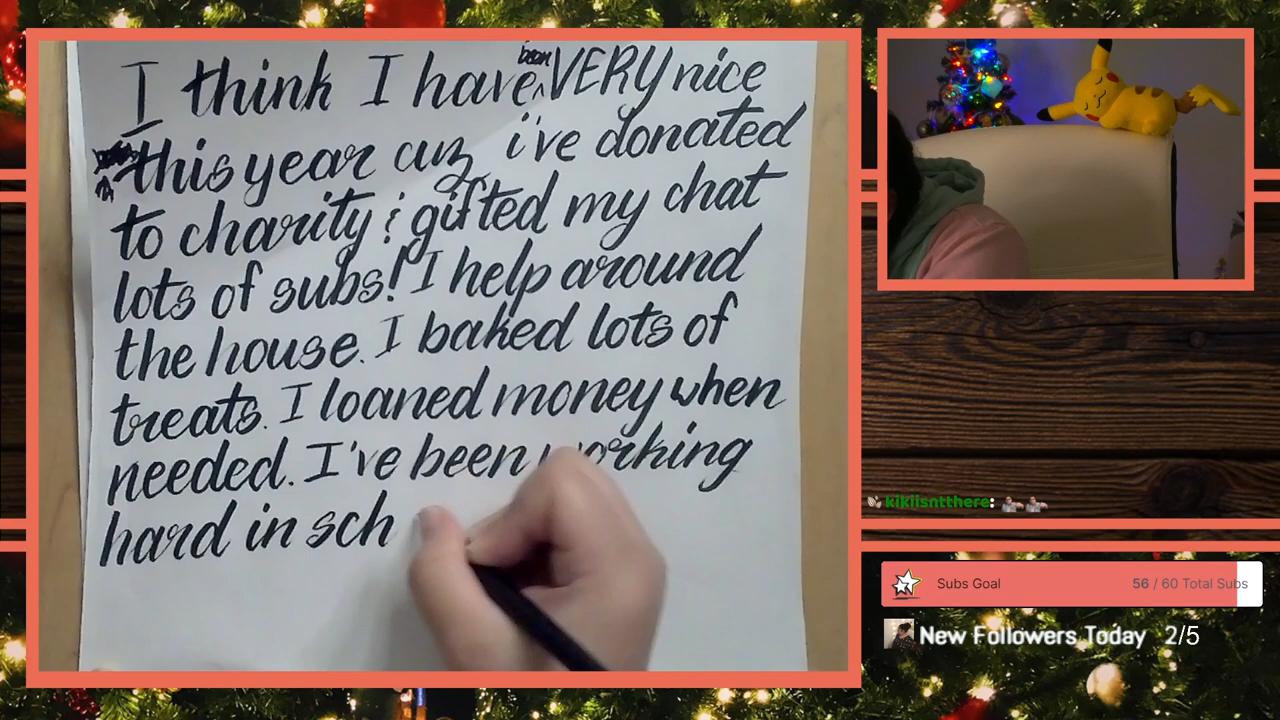 I think I have been VERY nice
this year cuz i've donated
to charity & gifted my chat
lots of subs! I help around
the house. I baked lots of
treats. I loaned money when
needed. I've been working
hard in sch
kikiisntthere:
Subs Goal 56 / 60 Total Subs
New Followers Today 2/5